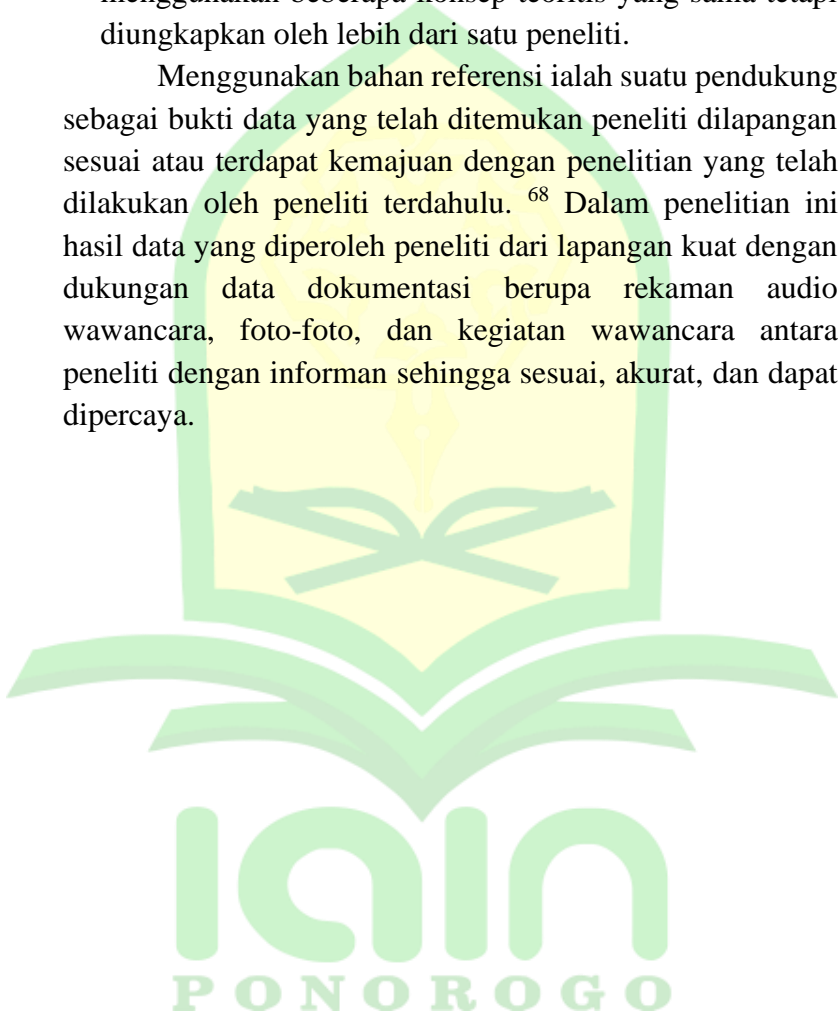 menggunakan beberapa konsep teoritis yang sama tetapi
diungkapkan oleh lebih dari satu peneliti.
Menggunakan bahan referensi ialah suatu pendukung
sebagai bukti data yang telah ditemukan peneliti dilapangan
sesuai atau terdapat kemajuan dengan penelitian yang telah
dilakukan oleh peneliti terdahulu. 68 Dalam penelitian ini
hasil data yang diperoleh peneliti dari lapangan kuat dengan
dukungan data dokumentasi berupa rekaman audio
wawancara, foto-foto, dan kegiatan wawancara antara
peneliti dengan informan sehingga sesuai, akurat, dan dapat
dipercaya.
iain
PONOROGO